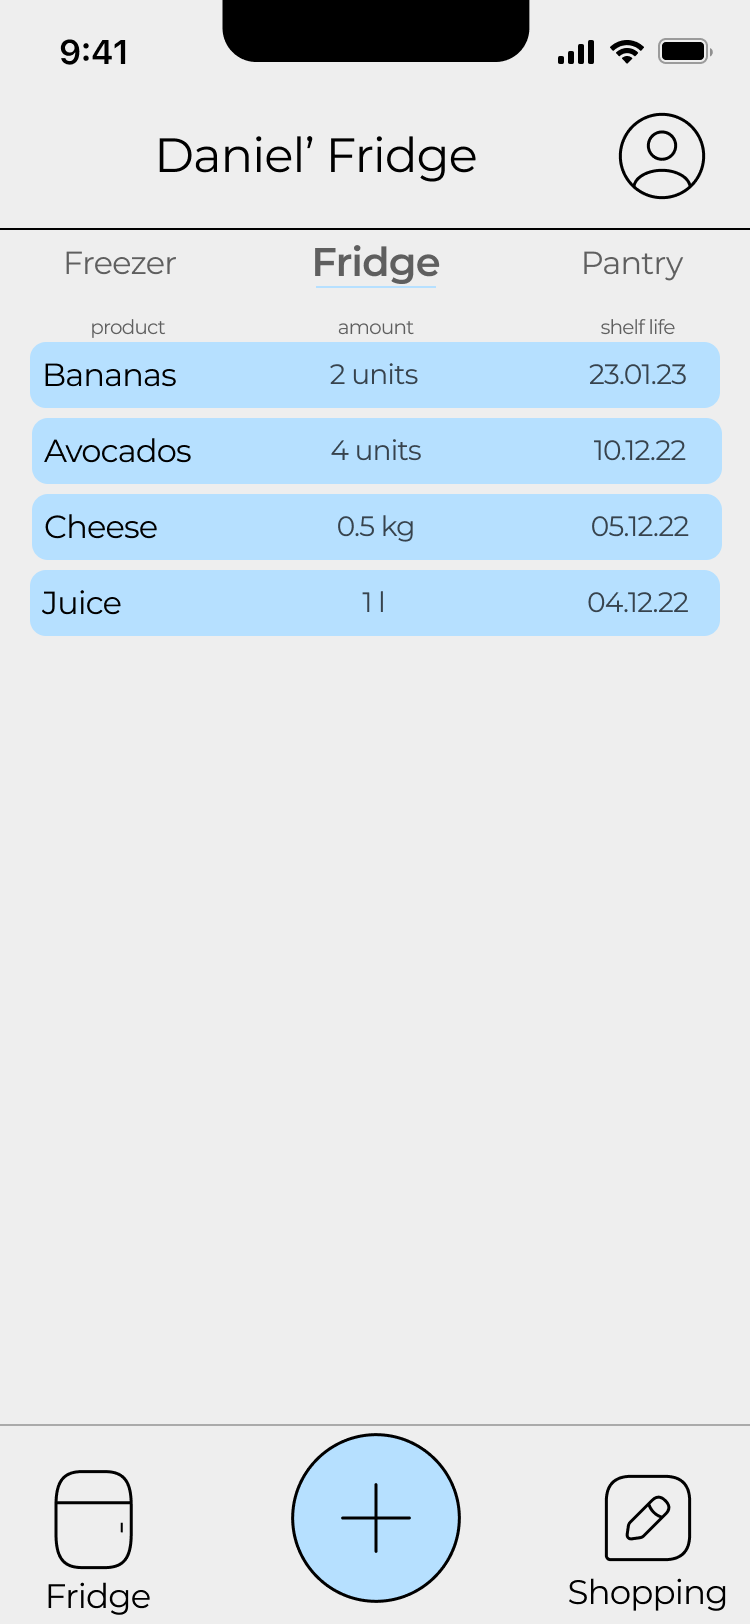 9:41
Daniel’ Fridge
Freezer Fridge Pantry
product amount shelf life
Bananas 2 units 23.01.23
Avocados 4 units 10.12.22
Cheese 0.5 kg 05.12.22
Juice 1 l 04.12.22
Fridge Shopping